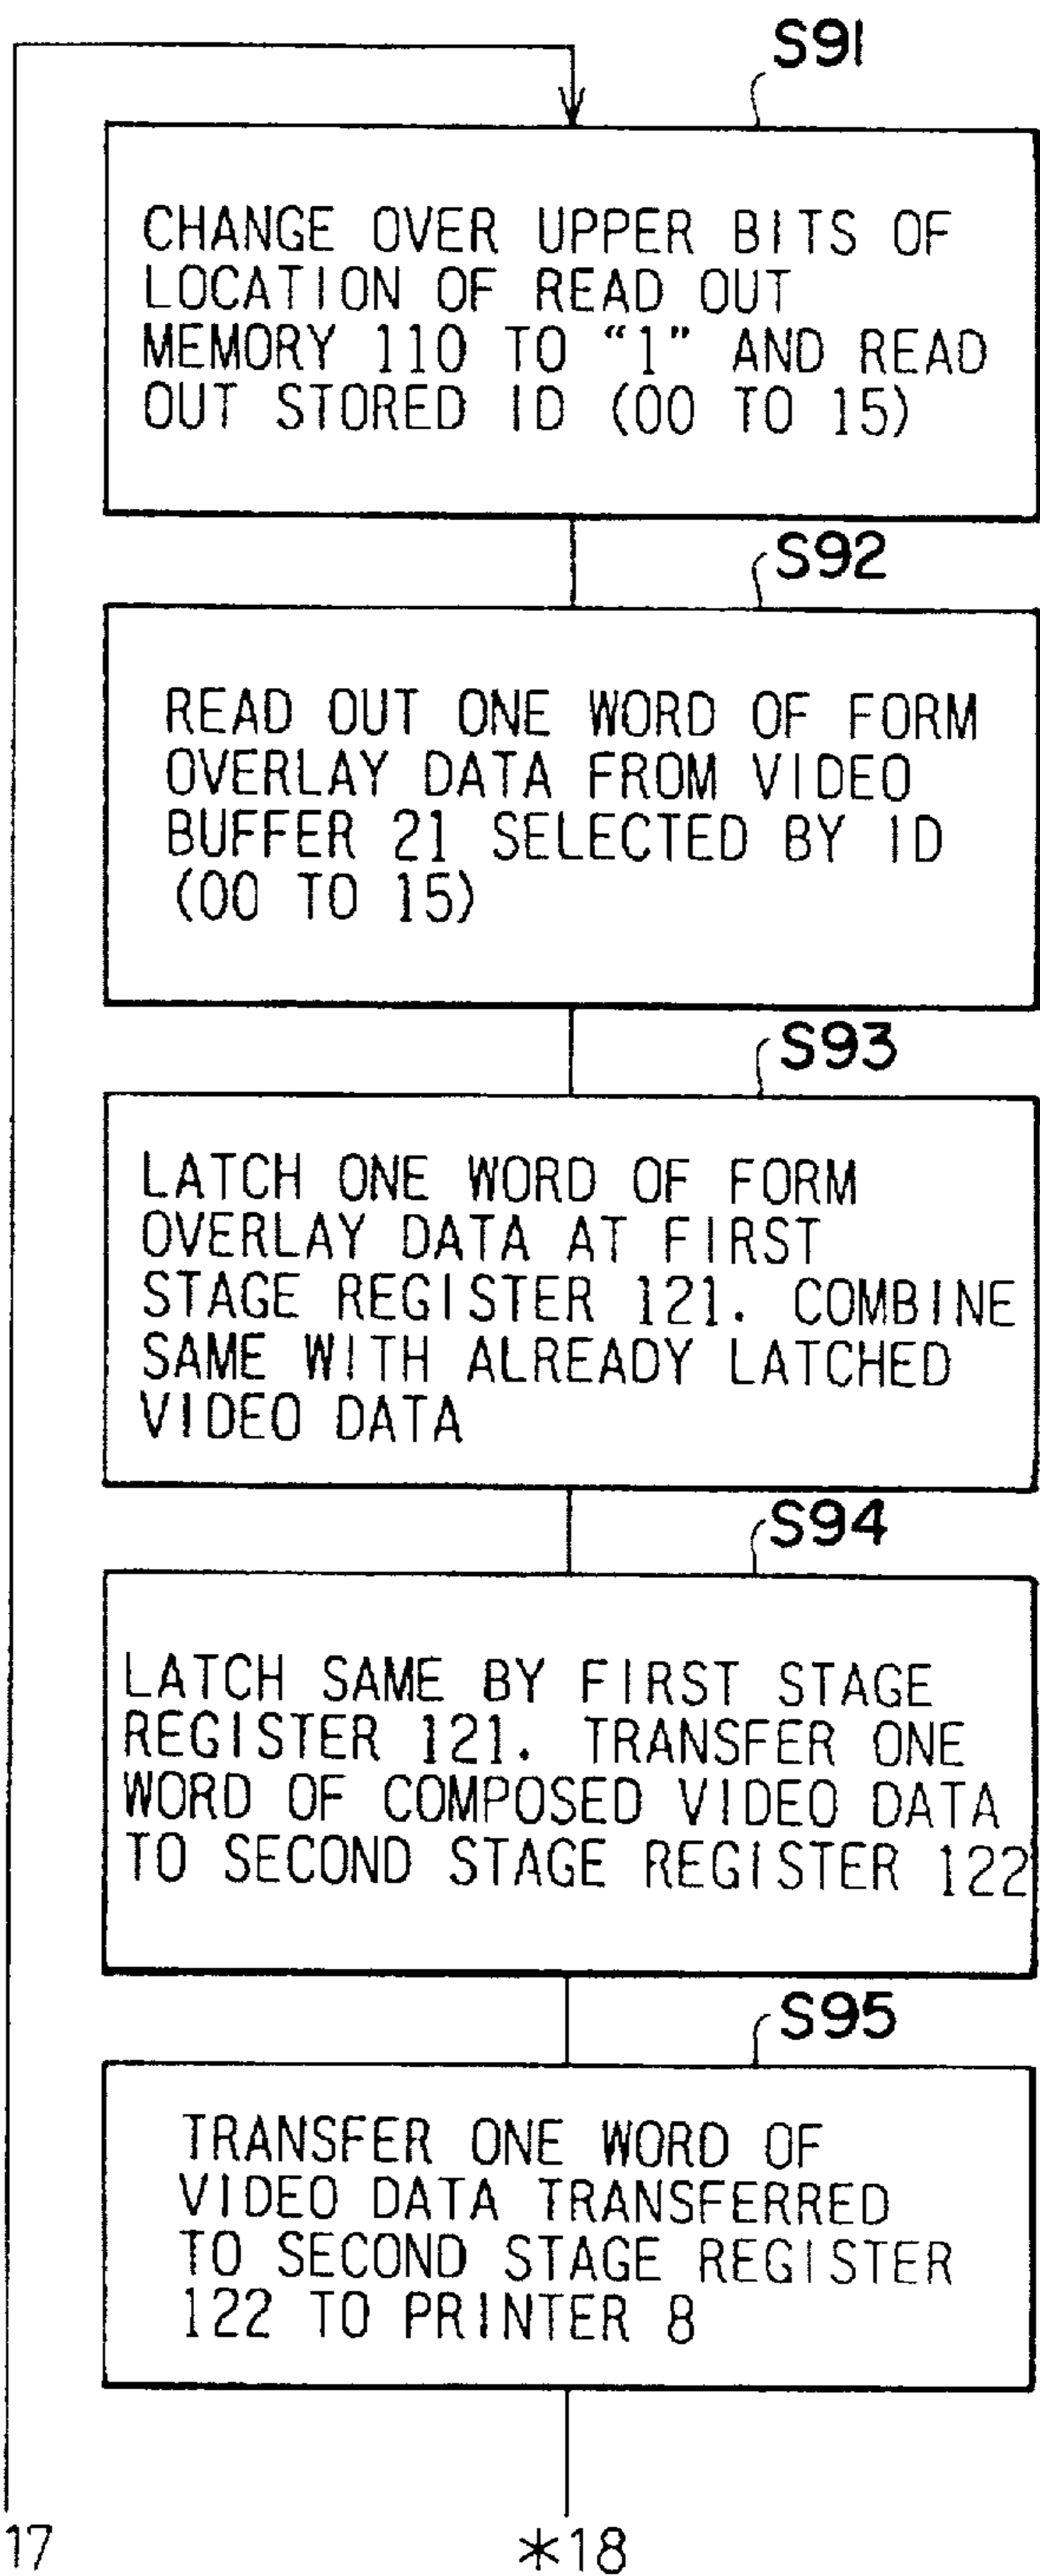 S91
CHANGE OVER UPPER BITS OF
LOCATION OF READ OUT
MEMORY 110 TO “1” AND READ
OUT STORED ID (00 TO 15)
S92
READ OUT ONE WORD OF FORM
OVERLAY DATA FROM VIDEO
BUFFER 21 SELECTED BY ID
(00 TO 15)
S93
LATCH ONE WORD OF FORM
OVERLAY DATA AT FIRST
STAGE REGISTER 121. COMBINE
SAME WITH ALREADY LATCHED
VIDEO DATA
S94
LATCH SAME BY FIRST STAGE
REGISTER 121. TRANSFER ONE
WORD OF COMPOSED VIDEO DATA
TO SECOND STAGE REGISTER 122
S95
TRANSFER ONE WORD OF
VIDEO DATA TRANSFERRED
TO SECOND STAGE REGISTER
122 TO PRINTER 8
17
*18